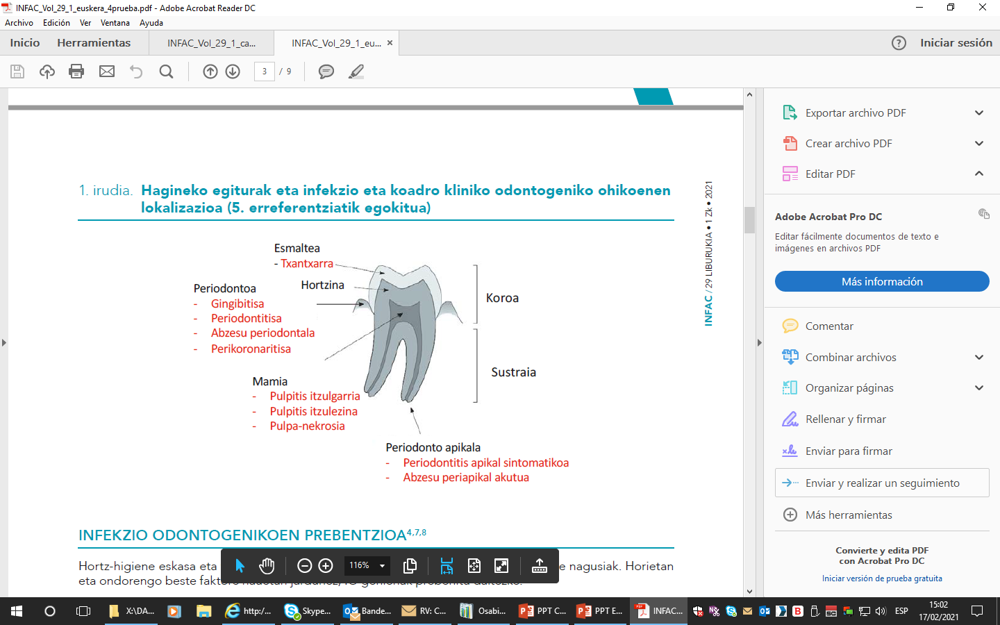 INFAC_Vol_29_1_euskera_4prueba.pdf - Adobe Acrobat Reader DC
Archivo Edición Ver Ventana Ayuda
Inicio Herramientas INFAC_Vol_29_1_ca... INFAC_Vol_29_1_eu... × ? Iniciar sesión
3 / 9
1. irudia. Hagineko egiturak eta infekzio eta koadro kliniko odontogeniko ohikoenen
lokalizazioa (5. erreferentziatik egokitua)
INFAC / 29 LIBURUKIA • 1 Zk • 2021
Esmaltea
- Txantxarra
Hortzina
Periodontoa
- Gingibitisa
- Periodontitisa
- Abzesu periodontala
- Perikoronaritisa
Koroa
Sustraia
Mamia
- Pulpitis itzulgarria
- Pulpitis itzulezina
- Pulpa-nekrosia
Periodonto apikala
- Periodontitis apikal sintomatikoa
- Abzesu periapikal akutua
INFEKZIO ODONTOGENIKOEN PREBENTZIOA4,7,8
Hortz-higiene eskasa eta
nagusiak. Horietan
eta ondorengo beste
116%
Exportar archivo PDF
Crear archivo PDF
Editar PDF
Adobe Acrobat Pro DC
Editar fácilmente documentos de texto e
imágenes en archivos PDF
Más información
Comentar
Combinar archivos
Organizar páginas
Rellenar y firmar
Enviar para firmar
Enviar y realizar un seguimiento
Más herramientas
Convierte y edita PDF
con Acrobat Pro DC
Iniciar versión de prueba gratuita
X:\DA... http:/... Skype... Bande... RV: C... Osabi... PPT C... PPT E... INFAC... ESP 15:02
17/02/2021